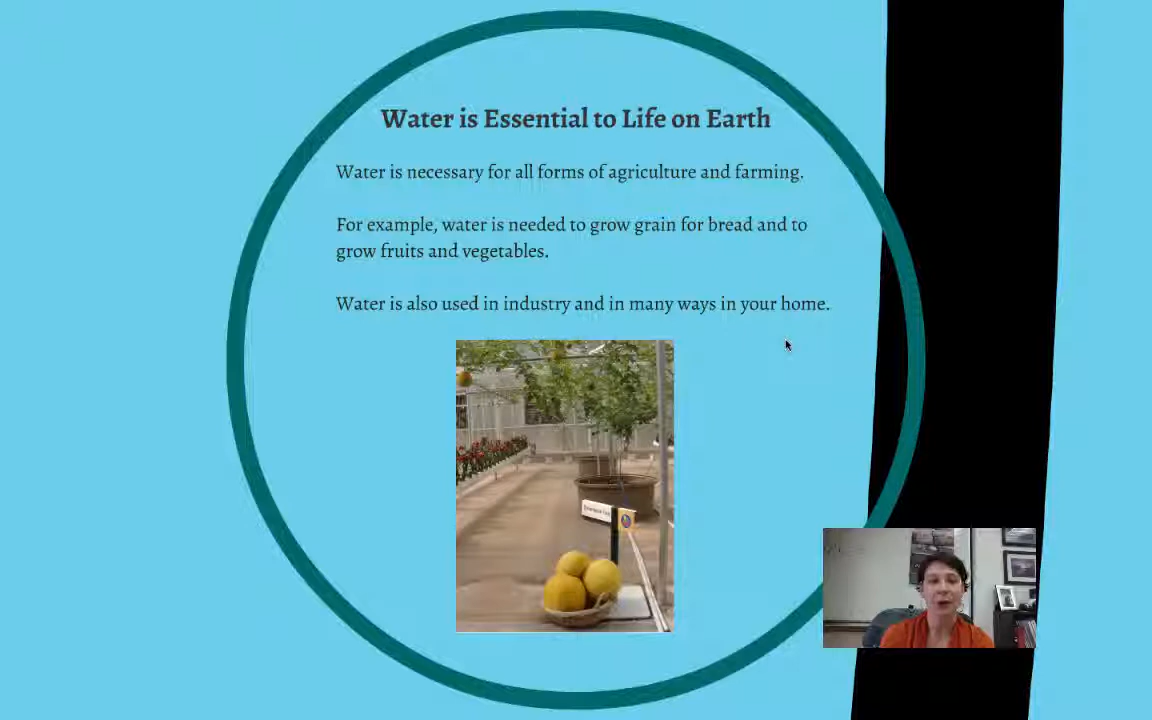 Water is Essential to Life on Earth
Water is necessary for all forms of agriculture and farming.
For example, water is needed to grow grain for bread and to
grow fruits and vegetables.
Water is also used in industry and in many ways in your home.